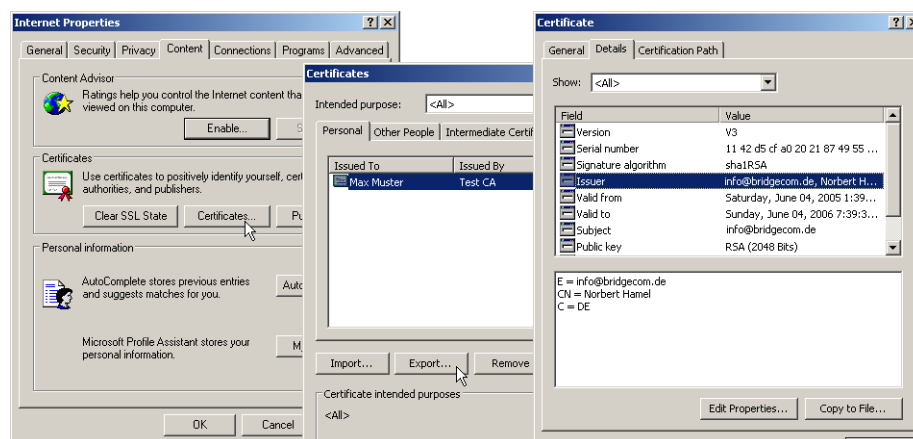 Internet Properties
General Security Privacy Content Connections Programs Advanced
Content Advisor
Ratings help you control the Internet content tha
viewed on this computer.
Enable...
S
Certificates
Use certificates to positively identify yourself, cert
authorities, and publishers.
Clear SSL State Certificates... Pu
Personal information
AutoComplete stores previous entries
and suggests matches for you.
Auto
Microsoft Profile Assistant stores your
personal information.
M
OK Cancel
Certificates
Intended purpose: <All>
Personal Other People Intermediate Certif
Issued To Issued By
Max Muster Test CA
Import... Export... Remove
Certificate intended purposes
<All>
Certificate
General Details Certification Path
Show: <All>
Field Value
Version V3
Serial number 11 42 d5 cf a0 20 21 87 49 55 ...
Signature algorithm sha1RSA
Issuer info@bridgecom.de, Norbert H...
Valid from Saturday, June 04, 2005 1:39...
Valid to Sunday, June 04, 2006 7:39:3...
Subject info@bridgecom.de
Public key RSA (2048 Bits)
E = info@bridgecom.de
CN = Norbert Hamel
C = DE
Edit Properties... Copy to File...